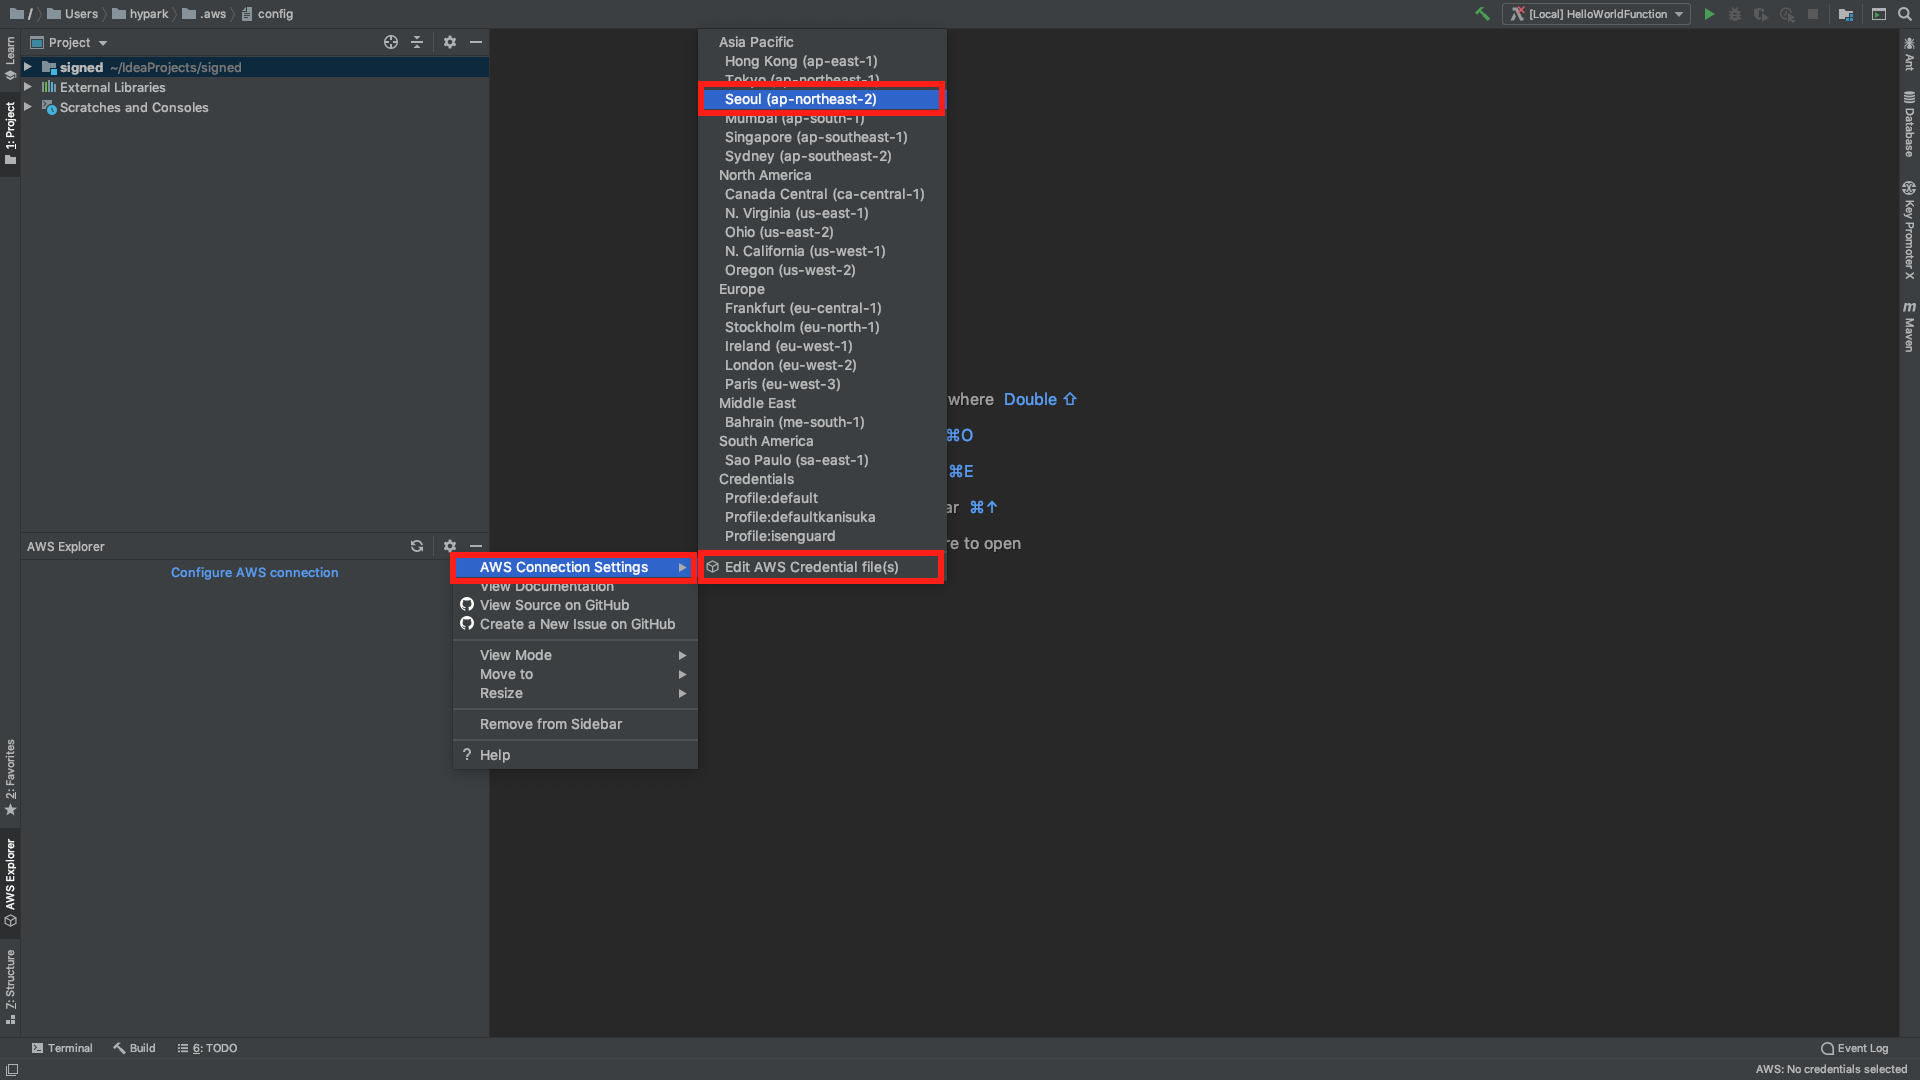 / Users hypark .aws config
[Local] HelloWorldFunction
Learn
1: Project
Project
signed ~/IdeaProjects/signed
External Libraries
Scratches and Consoles
Asia Pacific
Hong Kong (ap-east-1)
Tokyo (ap-northeast-1)
Seoul (ap-northeast-2)
Mumbai (ap-south-1)
Singapore (ap-southeast-1)
Sydney (ap-southeast-2)
North America
Canada Central (ca-central-1)
N. Virginia (us-east-1)
Ohio (us-east-2)
N. California (us-west-1)
Oregon (us-west-2)
Europe
Frankfurt (eu-central-1)
Stockholm (eu-north-1)
Ireland (eu-west-1)
London (eu-west-2)
Paris (eu-west-3)
Middle East
Bahrain (me-south-1)
South America
Sao Paulo (sa-east-1)
Credentials
Profile:default
Profile:defaultkanisuka
Profile:isenguard
Edit AWS Credential file(s)
where Double ⇧
⌘O
⌘E
ar ⌘↑
re to open
AWS Explorer
Configure AWS connection
AWS Connection Settings
View Documentation
View Source on GitHub
Create a New Issue on GitHub
View Mode
Move to
Resize
Remove from Sidebar
? Help
2: Favorites
AWS Explorer
7: Structure
Ant
Database
Key Promoter X
m Maven
Terminal
Build
6: TODO
Event Log
AWS: No credentials selected